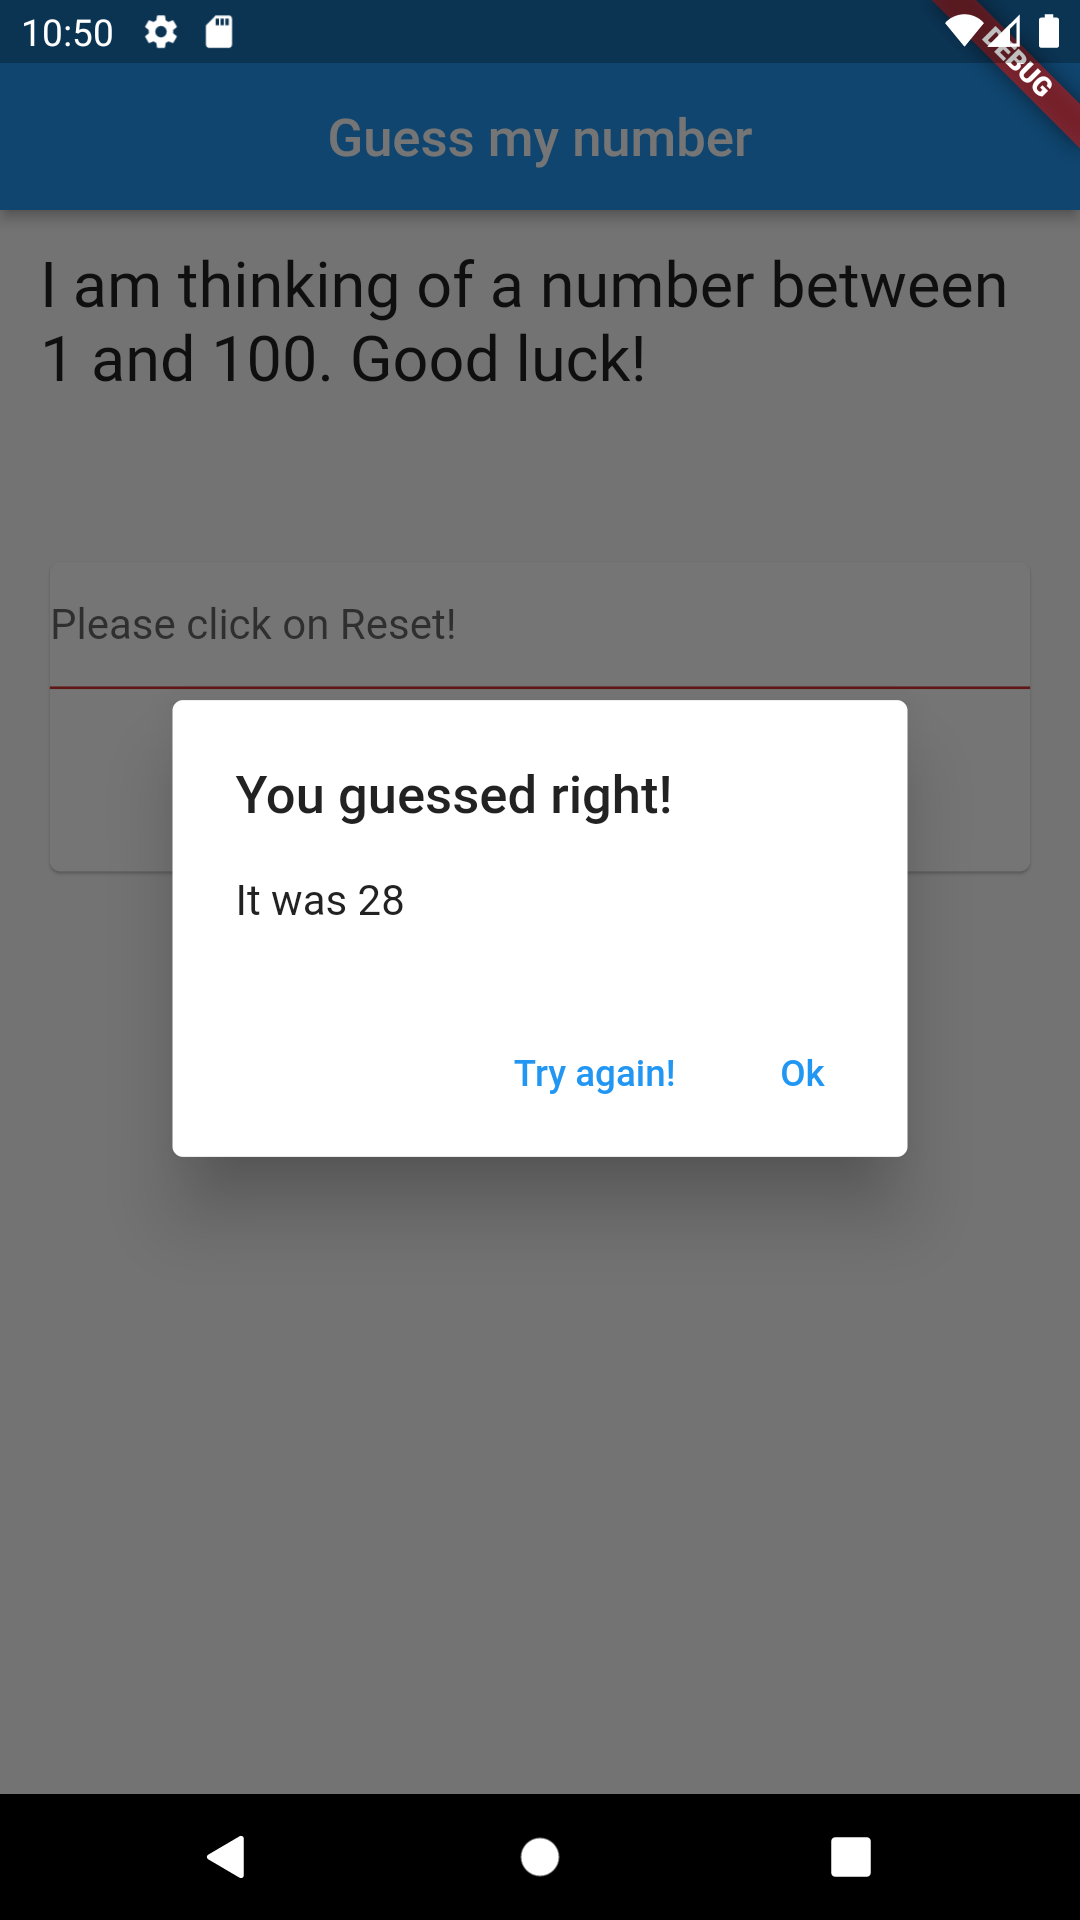 10:50
DEBUG
Guess my number
I am thinking of a number between
1 and 100. Good luck!
Please click on Reset!
You guessed right!
It was 28
Try again!
Ok